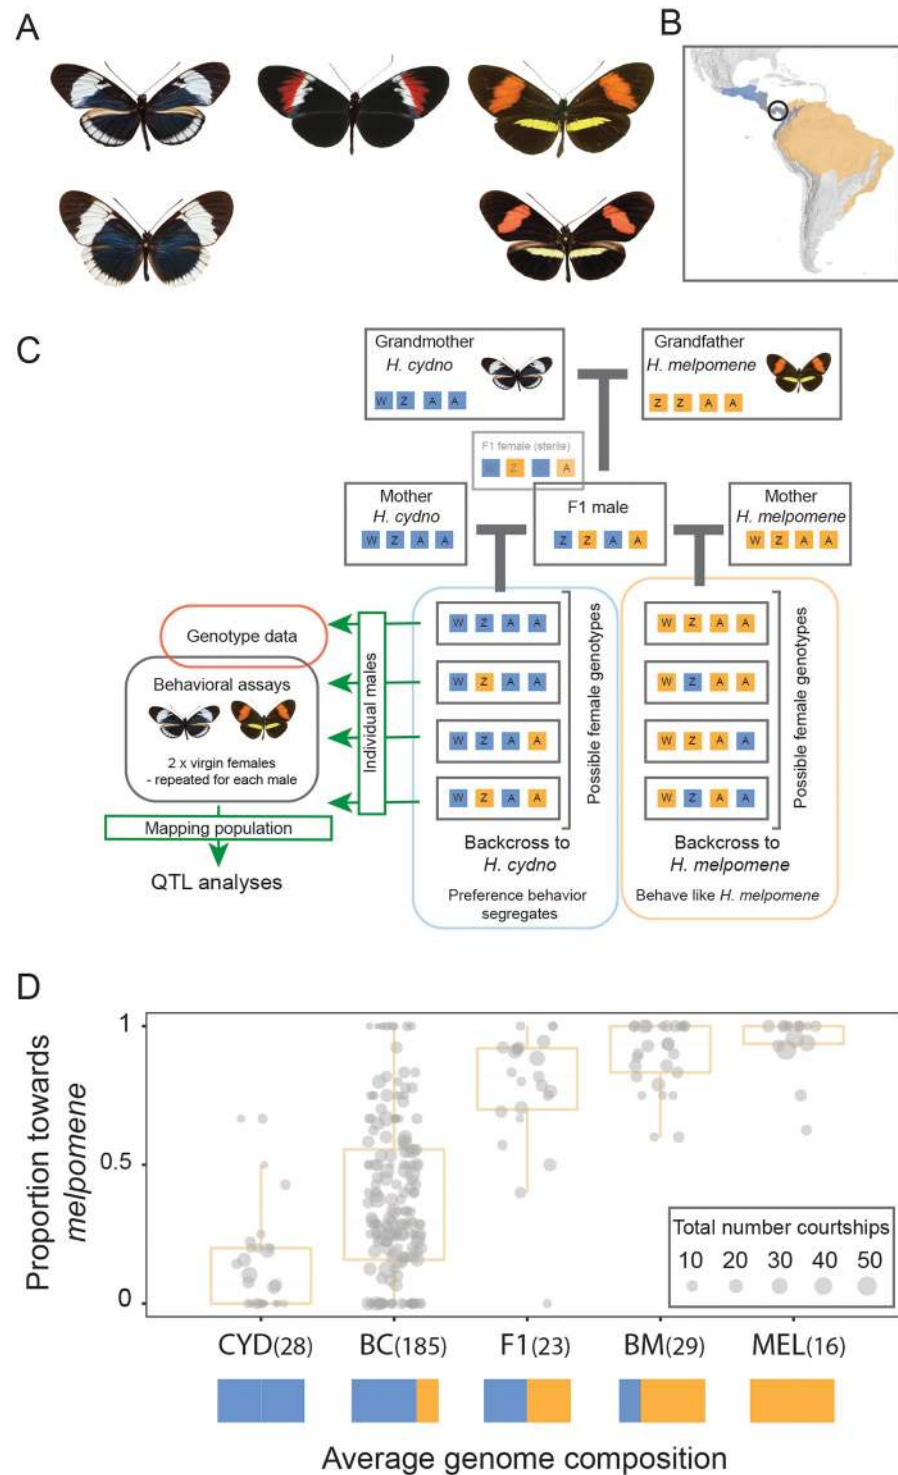 A
B
C
Grandmother
H. cydno
W Z A A
Grandfather
H. melpomene
Z Z A A
F1 female (sterile)
Z A
Mother
H. cydno
W Z A A
F1 male
Z Z A A
Mother
H. melpomene
W Z A A
Genotype data
Behavioral assays
2 x virgin females
- repeated for each male
Mapping population
QTL analyses
Individual males
W Z A A
W Z A A
W Z A A
W Z A A
Possible female genotypes
Backcross to
H. cydno
Preference behavior
segregates
W Z A A
W Z A A
W Z A A
W Z A A
Possible female genotypes
Backcross to
H. melpomene
Behave like H. melpomene
D
Proportion towards
melpomene
1
0.5
0
Total number courtships
10 20 30 40 50
CYD(28) BC(185) F1(23) BM(29) MEL(16)
Average genome composition